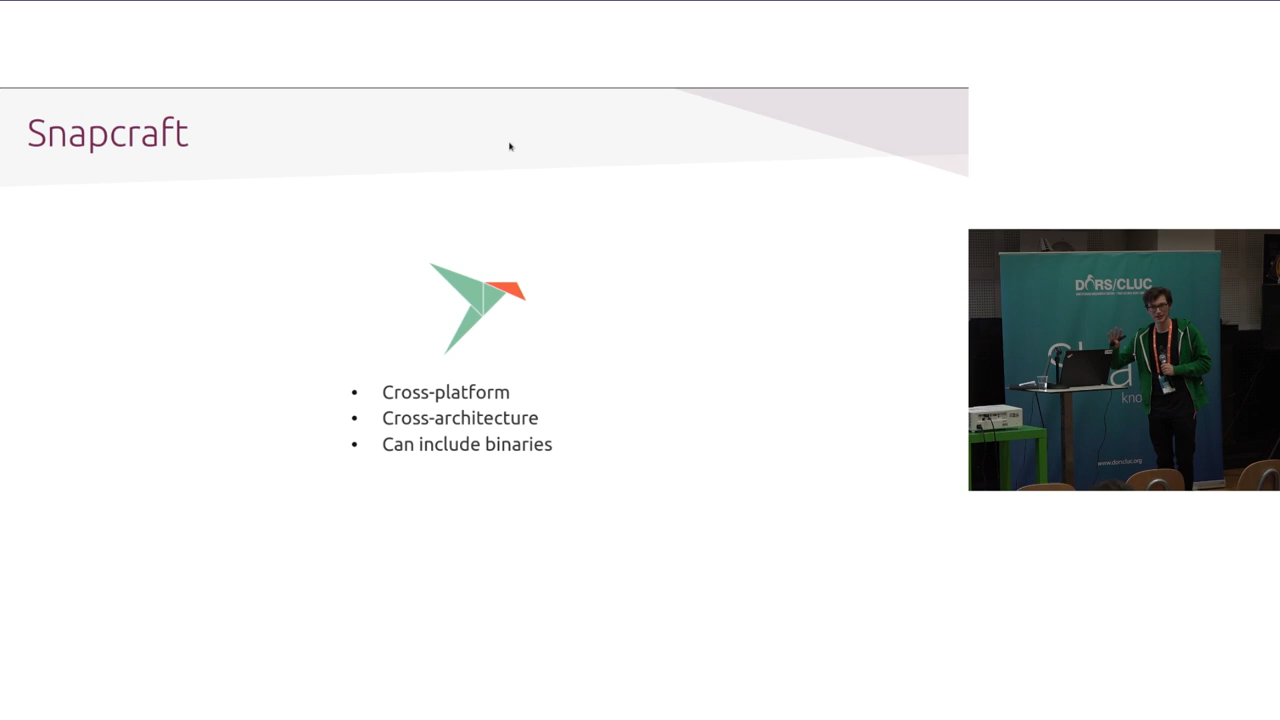 Snapcraft
• Cross-platform
• Cross-architecture
• Can include binaries
DORS/CLUC
www.dorscluc.org